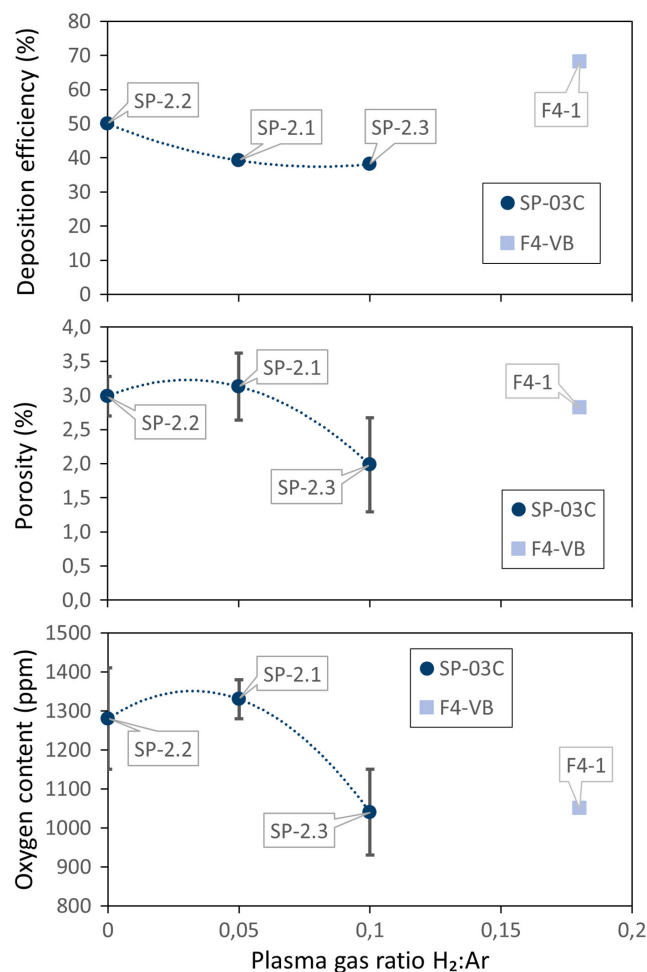 Deposition efficiency (%)
80
70
60
50
40
30
20
10
0
SP-2.2
SP-2.1
SP-2.3
F4-1
SP-03C
F4-VB
Porosity (%)
4,0
3,5
3,0
2,5
2,0
1,5
1,0
0,5
0,0
SP-2.2
SP-2.1
SP-2.3
F4-1
SP-03C
F4-VB
Oxygen content (ppm)
1500
1400
1300
1200
1100
1000
900
800
SP-2.2
SP-2.1
SP-2.3
F4-1
SP-03C
F4-VB
0 0,05 0,1 0,15 0,2
Plasma gas ratio H₂:Ar